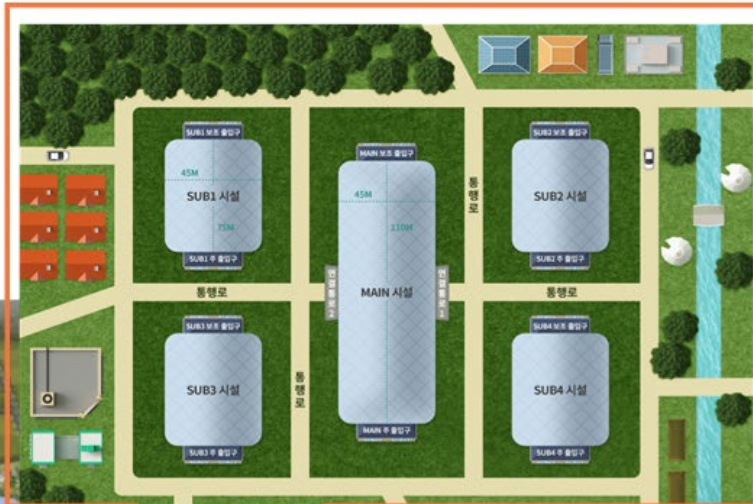 SUB1 보조 출입구
45M
SUB1 시설
75M
SUB1 주 출입구
MAIN 보조 출입구
45M
110M
MAIN 시설
연결통로2
연결통로1
MAIN 주 출입구
SUB2 보조 출입구
SUB2 시설
SUB2 주 출입구
통행로
통행로
통행로
통행로
SUB3 보조 출입구
SUB3 시설
SUB3 주 출입구
SUB4 보조 출입구
SUB4 시설
SUB4 주 출입구